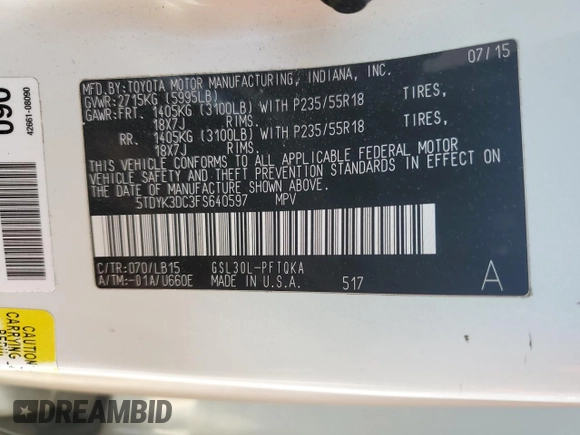 090
42661-08090
MFD.BY:TOYOTA MOTOR MANUFACTURING, INDIANA, INC. 07/15
GVWR:2715KG (5995LB)
GAWR:FRT. 1405KG (3100LB) WITH P235/55R18 TIRES,
18X7J RIMS.
RR. 1405KG (3100LB) WITH P235/55R18 TIRES,
18X7J RIMS.
THIS VEHICLE CONFORMS TO ALL APPLICABLE FEDERAL MOTOR
VEHICLE SAFETY AND THEFT PREVENTION STANDARDS IN EFFECT ON
THE DATE OF MANUFACTURE SHOWN ABOVE.
5TDYK3DC3FS640597 MPV
C/TR:070/LB15 GSL30L-PFTQKA
A/TM:-01A/U660E MADE IN U.S.A. 517 A
CAUTION
CARRYING
DREAMBID